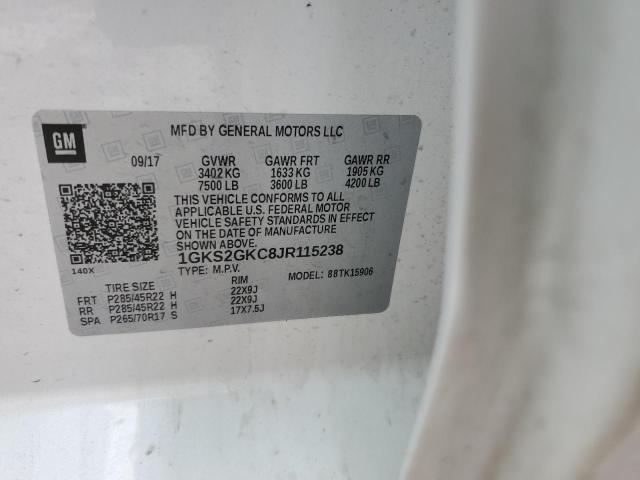 GM
MFD BY GENERAL MOTORS LLC
09/17 GVWR GAWR FRT GAWR RR
3402 KG 1633 KG 1905 KG
7500 LB 3600 LB 4200 LB
THIS VEHICLE CONFORMS TO ALL
APPLICABLE U.S. FEDERAL MOTOR
VEHICLE SAFETY STANDARDS IN EFFECT
ON THE DATE OF MANUFACTURE
SHOWN ABOVE.
1GKS2GKC8JR115238
140X TYPE: M.P.V. MODEL: 88TK15906
TIRE SIZE RIM
FRT P285/45R22 H 22X9J
RR P285/45R22 H 22X9J
SPA P265/70R17 S 17X7.5J